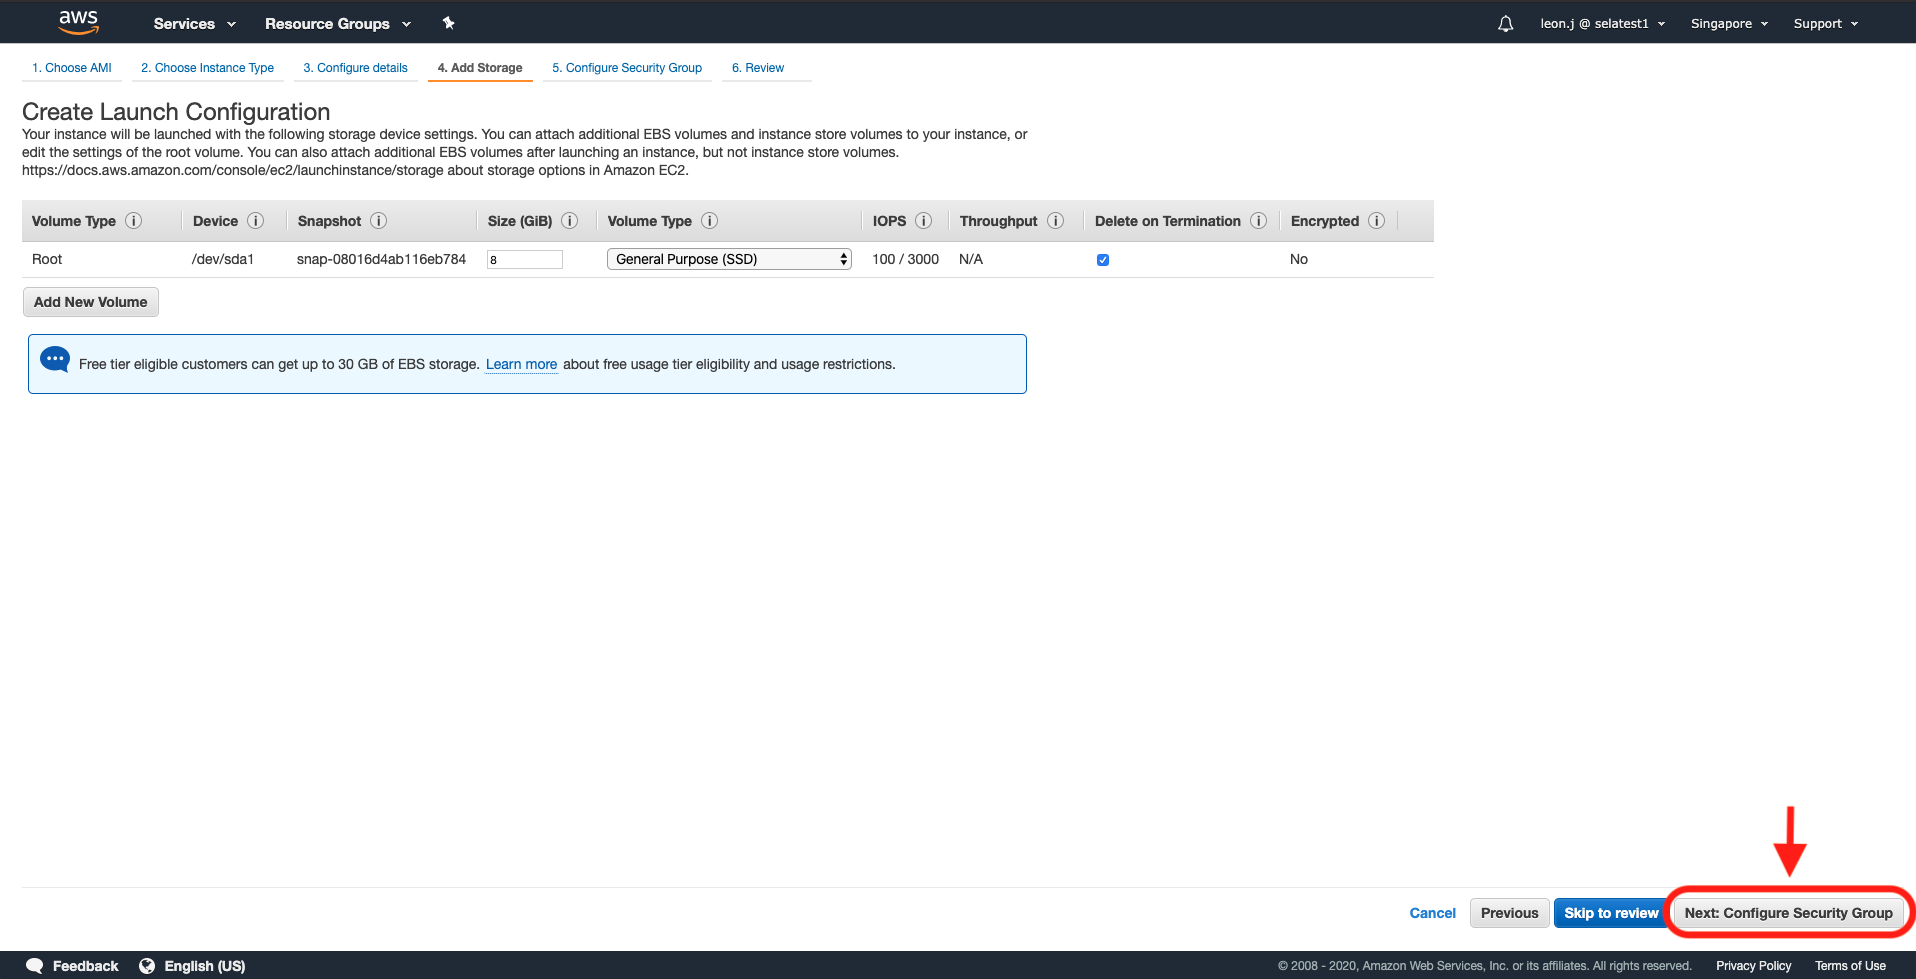 aws Services Resource Groups leon.j @ selatest1 Singapore Support
1. Choose AMI 2. Choose Instance Type 3. Configure details 4. Add Storage 5. Configure Security Group 6. Review
Create Launch Configuration
Your instance will be launched with the following storage device settings. You can attach additional EBS volumes and instance store volumes to your instance, or
edit the settings of the root volume. You can also attach additional EBS volumes after launching an instance, but not instance store volumes.
https://docs.aws.amazon.com/console/ec2/launchinstance/storage about storage options in Amazon EC2.
Volume Type i Device i Snapshot i Size (GiB) i Volume Type i IOPS i Throughput i Delete on Termination i Encrypted i
Root /dev/sda1 snap-08016d4ab116eb784 8 General Purpose (SSD) 100 / 3000 N/A No
Add New Volume
Free tier eligible customers can get up to 30 GB of EBS storage. Learn more about free usage tier eligibility and usage restrictions.
Cancel Previous Skip to review Next: Configure Security Group
Feedback English (US) © 2008 - 2020, Amazon Web Services, Inc. or its affiliates. All rights reserved. Privacy Policy Terms of Use